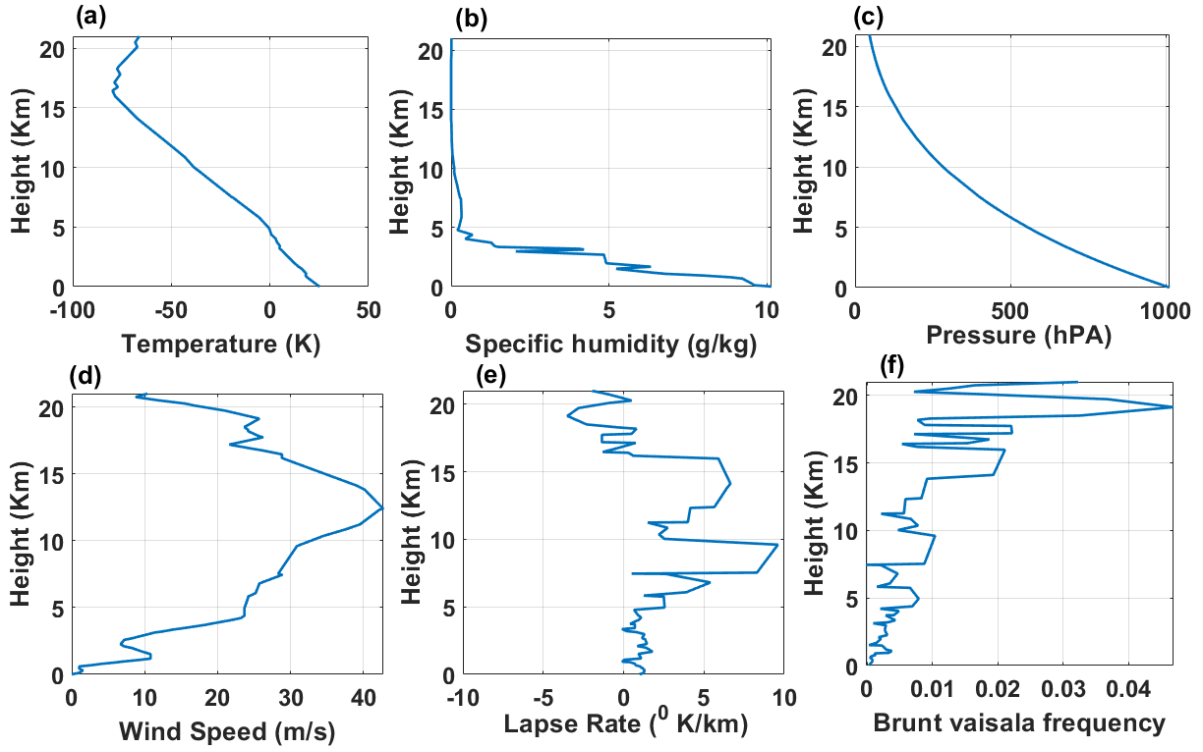 (a)
20
15
10
5
0
-100 -50 0 50
Height (Km)
Temperature (K)
(b)
20
15
10
5
0
0 5 10
Height (Km)
Specific humidity (g/kg)
(c)
20
15
10
5
0
0 500 1000
Height (Km)
Pressure (hPA)
(d)
20
15
10
5
0
0 10 20 30 40
Height (Km)
Wind Speed (m/s)
(e)
20
15
10
5
0
-10 -5 0 5 10
Height (Km)
Lapse Rate (⁰ K/km)
(f)
20
15
10
5
0
0 0.01 0.02 0.03 0.04
Height (Km)
Brunt vaisala frequency